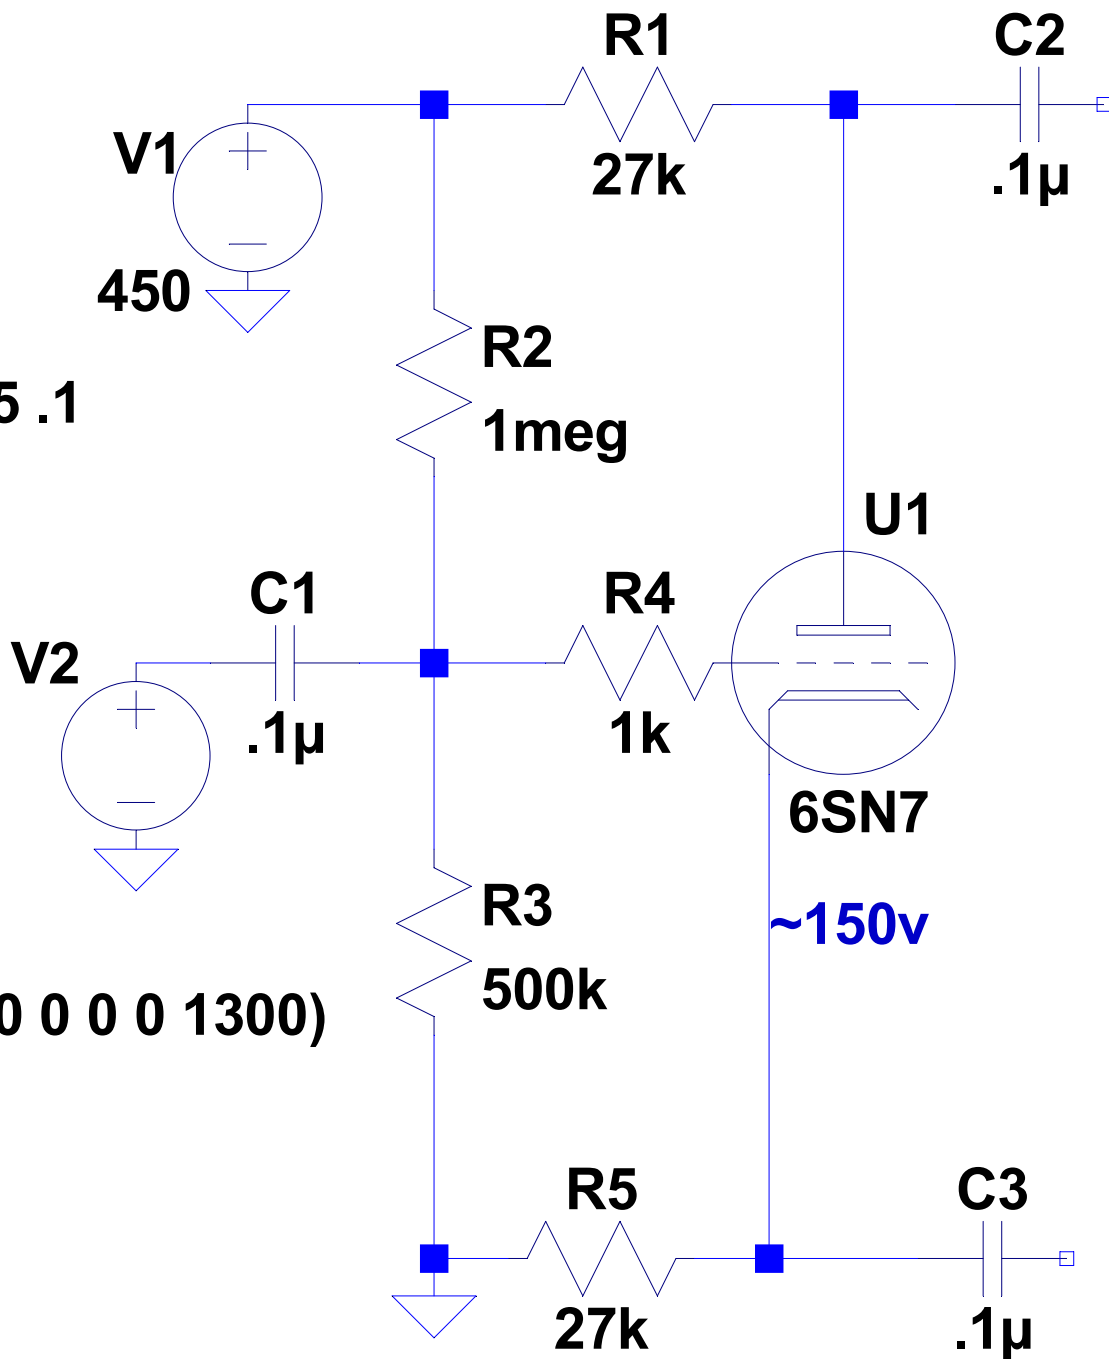 R1
C2
V1
27k
.1µ
450
R2
5 .1
1meg
U1
C1
R4
V2
.1µ
1k
6SN7
R3
~150v
500k
0 0 0 0 1300)
R5
C3
27k
.1µ